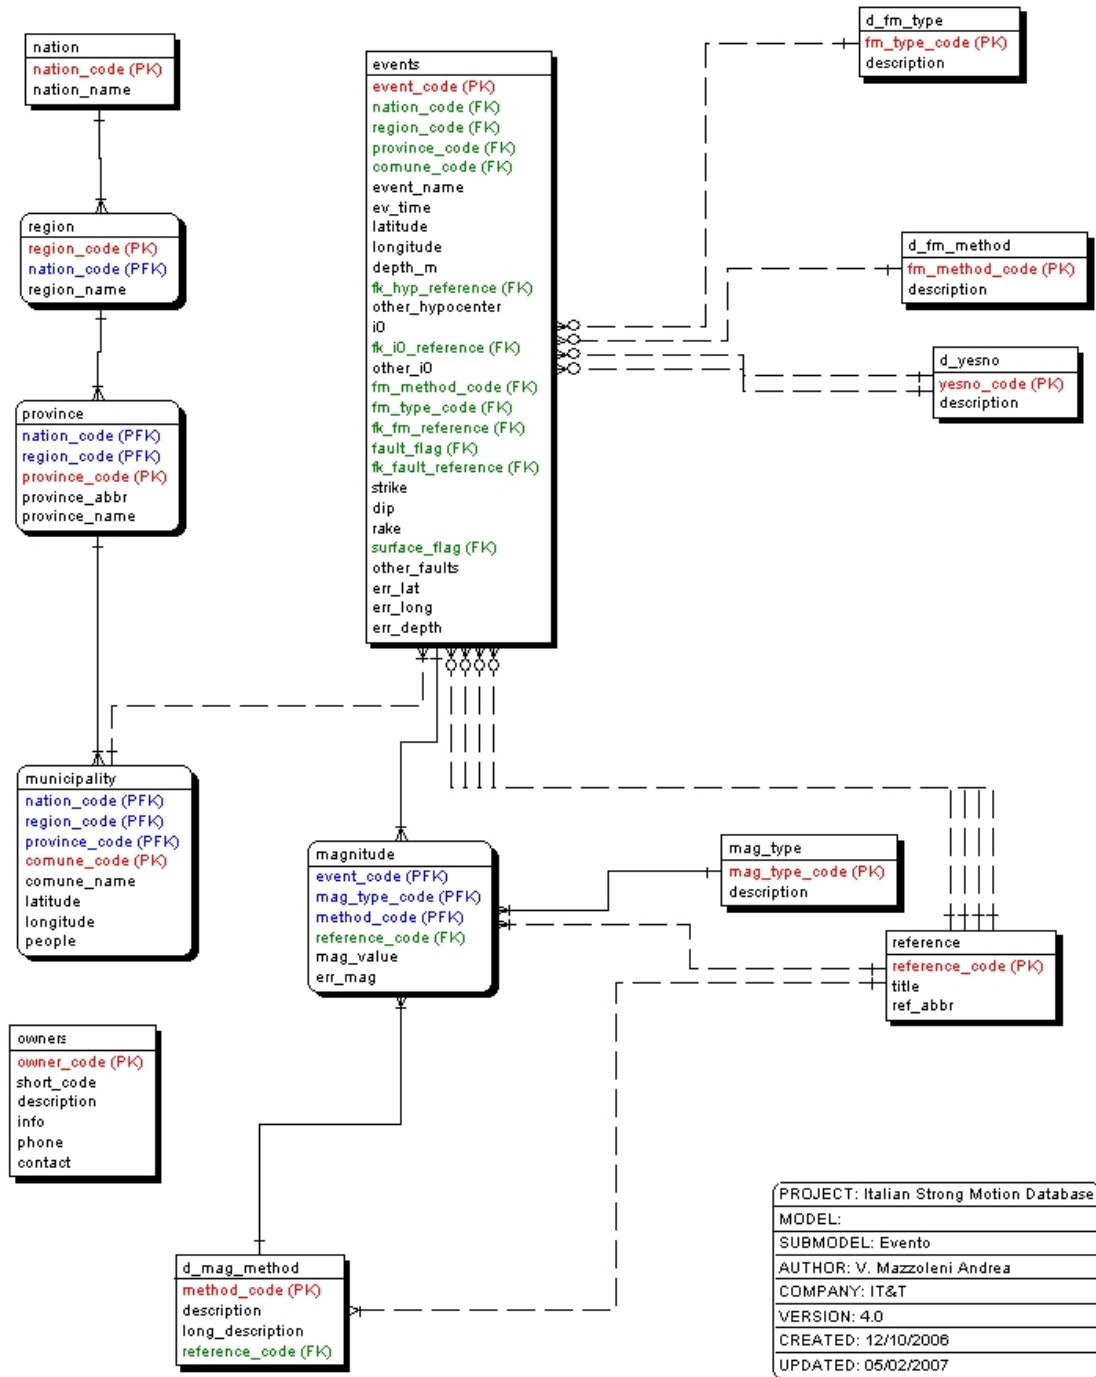 nation
nation_code (PK)
nation_name
region
region_code (PK)
nation_code (PFK)
region_name
province
nation_code (PFK)
region_code (PFK)
province_code (PK)
province_abbr
province_name
municipality
nation_code (PFK)
region_code (PFK)
province_code (PFK)
comune_code (PK)
comune_name
latitude
longitude
people
owners
owner_code (PK)
short_code
description
info
phone
contact
events
event_code (PK)
nation_code (FK)
region_code (FK)
province_code (FK)
comune_code (FK)
event_name
ev_time
latitude
longitude
depth_m
fk_hyp_reference (FK)
other_hypocenter
i0
fk_i0_reference (FK)
other_i0
fm_method_code (FK)
fm_type_code (FK)
fk_fm_reference (FK)
fault_flag (FK)
fk_fault_reference (FK)
strike
dip
rake
surface_flag (FK)
other_faults
err_lat
err_long
err_depth
magnitude
event_code (PFK)
mag_type_code (PFK)
method_code (PFK)
reference_code (FK)
mag_value
err_mag
d_mag_method
method_code (PK)
description
long_description
reference_code (FK)
d_fm_type
fm_type_code (PK)
description
d_fm_method
fm_method_code (PK)
description
d_yesno
yesno_code (PK)
description
mag_type
mag_type_code (PK)
description
reference
reference_code (PK)
title
ref_abbr
PROJECT: Italian Strong Motion Database
MODEL:
SUBMODEL: Evento
AUTHOR: V. Mazzoleni Andrea
COMPANY: IT&T
VERSION: 4.0
CREATED: 12/10/2006
UPDATED: 05/02/2007